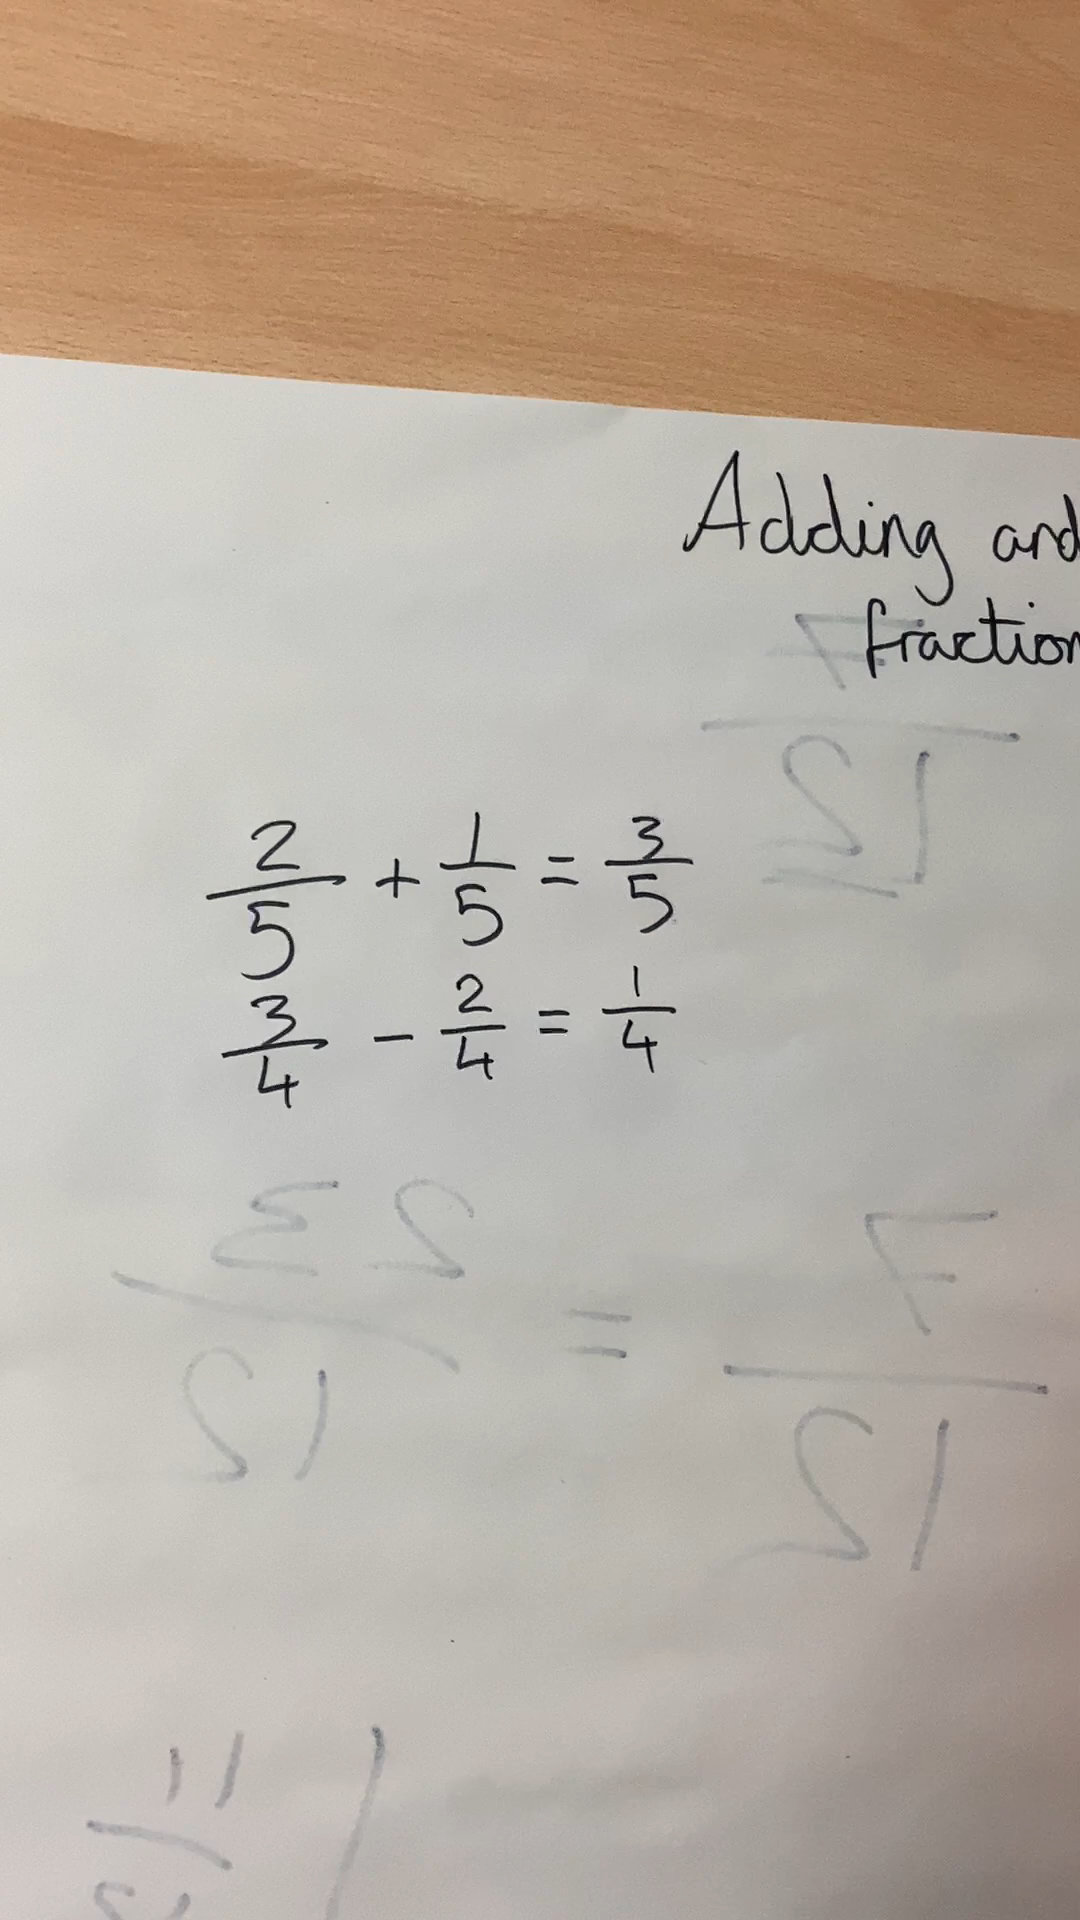 Adding and
fraction
2/5 + 1/5 = 3/5
3/4 - 2/4 = 1/4